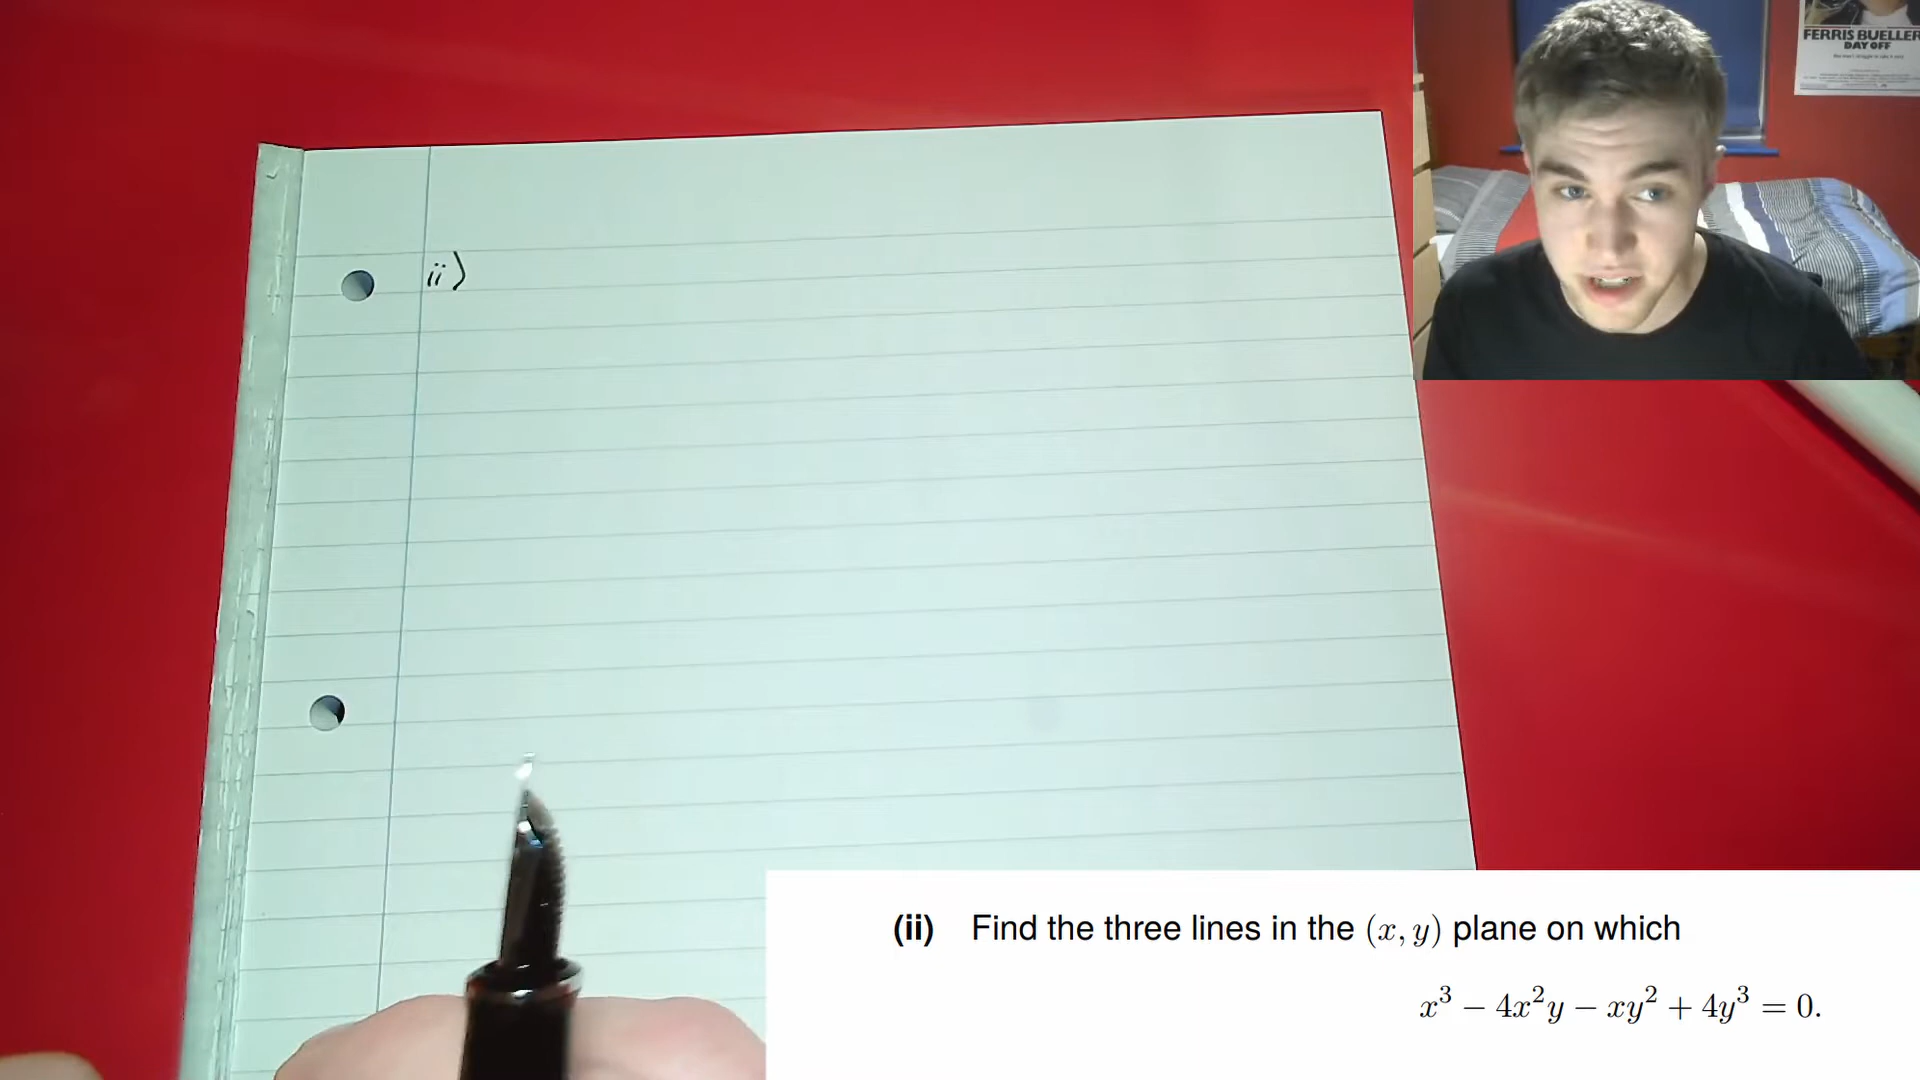 FERRIS BUELLER
DAY OFF
ii)
(ii) Find the three lines in the (x, y) plane on which
x³ − 4x²y − xy² + 4y³ = 0.